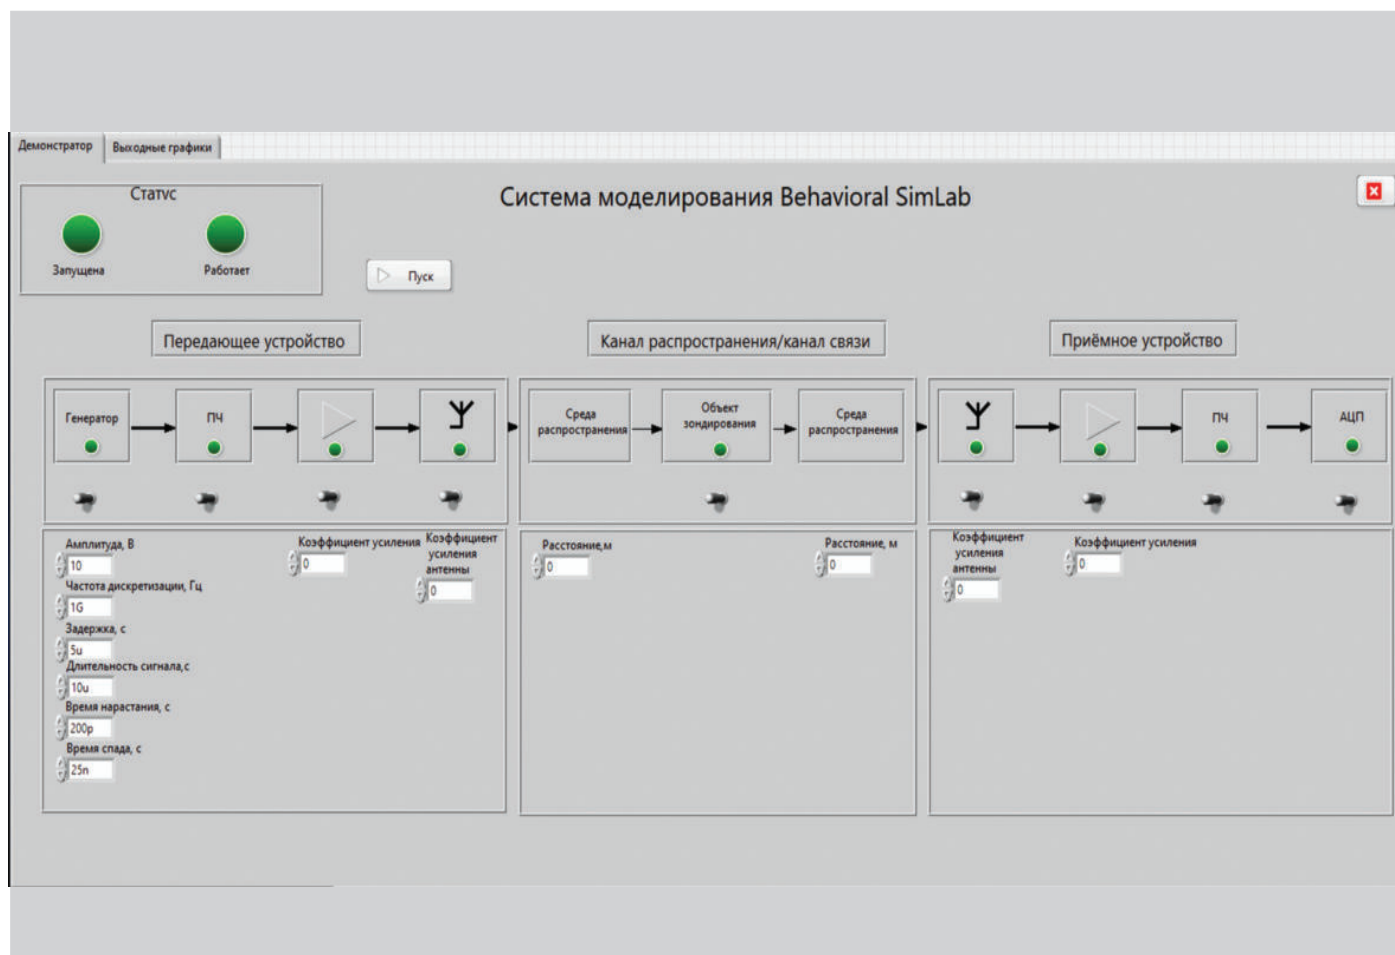 Демонстратор
Выходные графики
Статус
Система моделирования Behavioral SimLab
Запущена
Работает
Пуск
Передающее устройство
Канал распространения/канал связи
Приёмное устройство
Генератор
ПЧ
Среда
распространения
Объект
зондирования
Среда
распространения
ПЧ
АЦП
Амплитуда, В
10
Частота дискретизации, Гц
1G
Задержка, с
5u
Длительность сигнала,с
10u
Время нарастания, с
200p
Время спада, с
25n
Коэффициент усиления
0
Коэффициент
усиления
антенны
0
Расстояние,м
0
Расстояние, м
0
Коэффициент
усиления
антенны
0
Коэффициент усиления
0